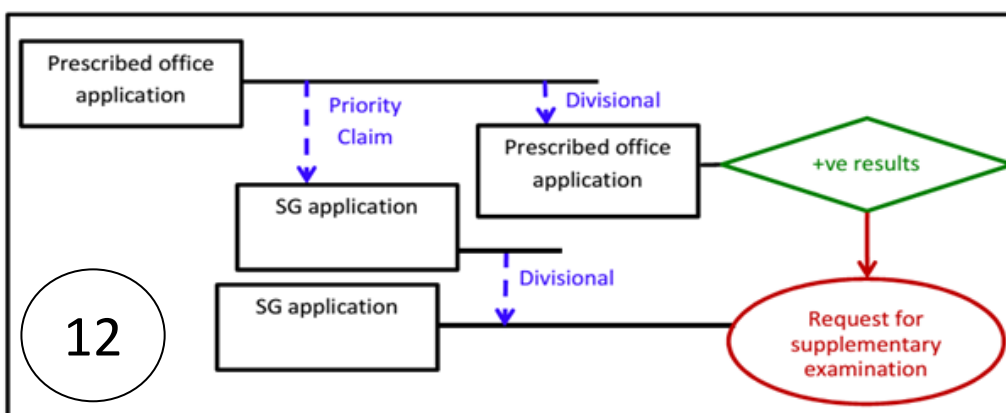 Prescribed office
application
Priority
Claim
Divisional
Prescribed office
application
+ve results
SG application
Divisional
SG application
Request for
supplementary
examination
12